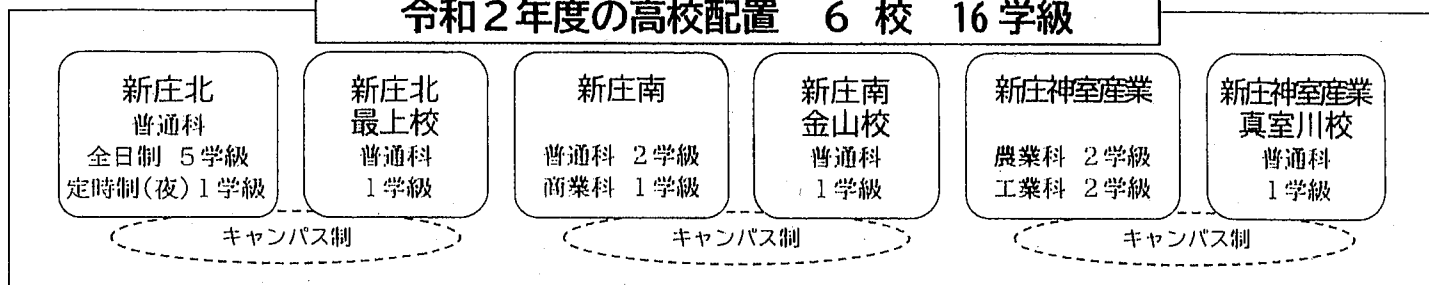 令和2年度の高校配置　6 校　16学級
新庄北
普通科
全日制 5学級
定時制(夜) 1学級
新庄北
最上校
普通科
1学級
キャンパス制
新庄南
普通科 2学級
商業科 1学級
新庄南
金山校
普通科
1学級
キャンパス制
新庄神室産業
農業科 2学級
工業科 2学級
新庄神室産業
真室川校
普通科
1学級
キャンパス制